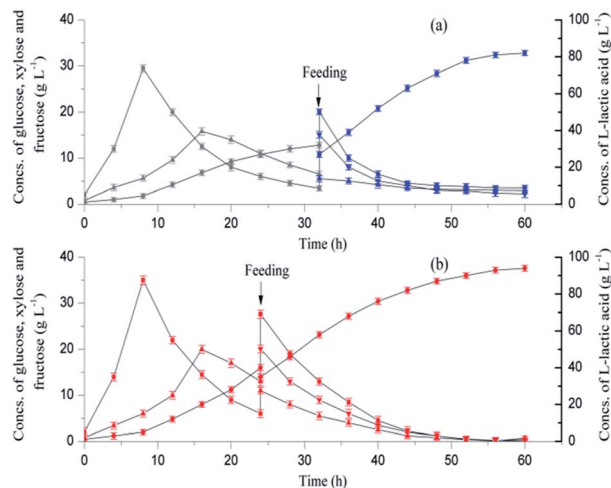 (a)
Feeding
Concs. of glucose, xylose and
fructose (g L⁻¹)
40
30
20
10
0
100
80
60
40
20
0
Concs. of L-lactic acid (g L⁻¹)
0 10 20 30 40 50 60
Time (h)
(b)
Feeding
Concs. of glucose, xylose and
fructose (g L⁻¹)
40
30
20
10
0
100
80
60
40
20
0
Concs. of L-lactic acid (g L⁻¹)
0 10 20 30 40 50 60
Time (h)